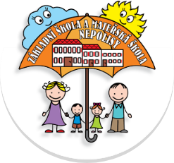 ZÁKLADNÍ ŠKOLA A MATEŘSKÁ ŠKOLA
NEPOLISY